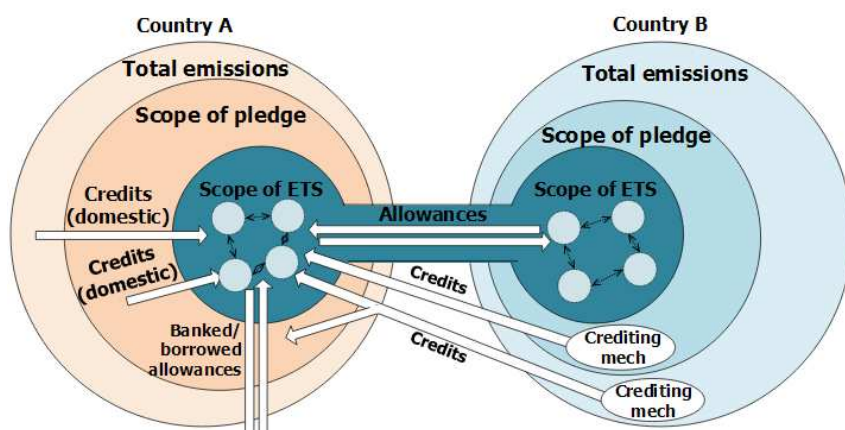 Country A
Country B
Total emissions
Total emissions
Scope of pledge
Scope of pledge
Scope of ETS
Scope of ETS
Credits
(domestic)
Allowances
Credits
(domestic)
Credits
Banked/
borrowed
allowances
Credits
Crediting
mech
Crediting
mech